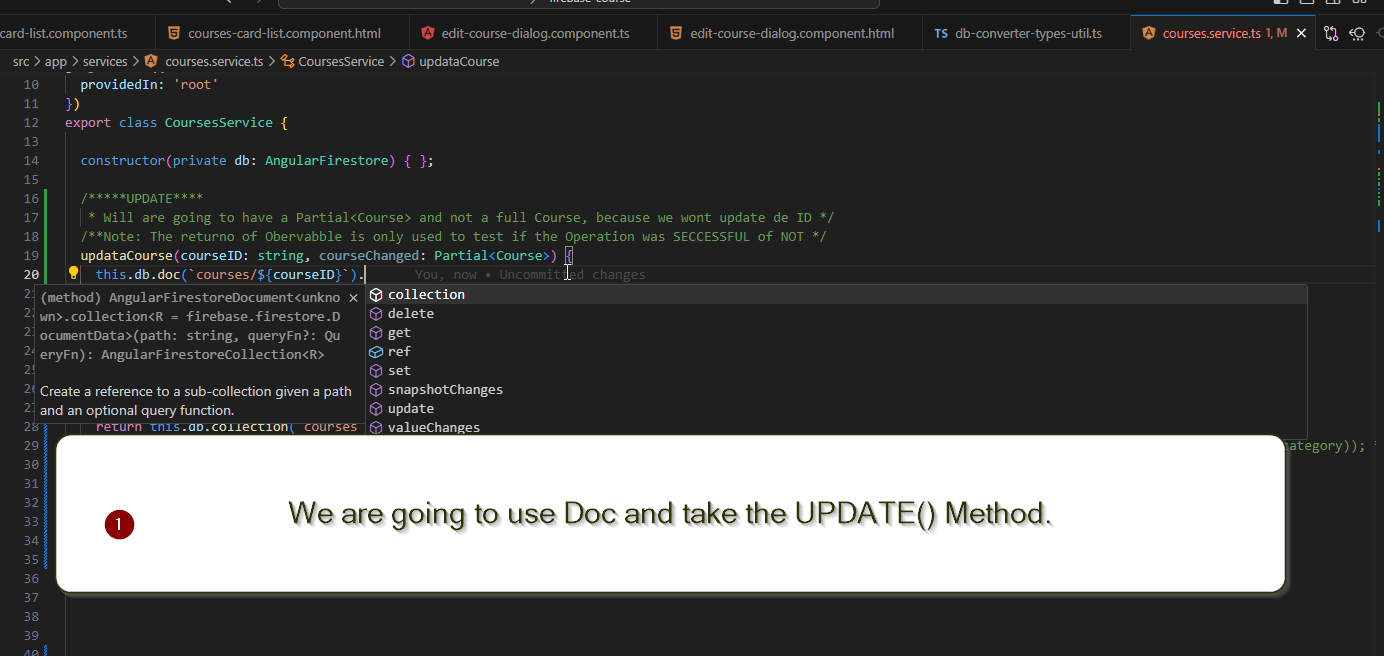 firebase-course
card-list.component.ts courses-card-list.component.html edit-course-dialog.component.ts edit-course-dialog.component.html TS db-converter-types-util.ts courses.service.ts 1, M
src > app > services > courses.service.ts > CoursesService > updataCourse
10 providedIn: 'root'
11 })
12 export class CoursesService {
13
14 constructor(private db: AngularFirestore) { };
15
16 /*****UPDATE****
17 * Will are going to have a Partial<Course> and not a full Course, because we wont update de ID */
18 /**Note: The returno of Obervabble is only used to test if the Operation was SECCESSFUL of NOT */
19 updataCourse(courseID: string, courseChanged: Partial<Course>) {
20 this.db.doc(`courses/${courseID}`). You, now • Uncommitted changes
(method) AngularFirestoreDocument<unkno
wn>.collection<R = firebase.firestore.D
ocumentData>(path: string, queryFn?: Qu
eryFn): AngularFirestoreCollection<R>
Create a reference to a sub-collection given a path
and an optional query function.
collection
delete
get
ref
set
snapshotChanges
update
valueChanges
28 return this.db.collection( courses
29 ategory));
30
31
32
33
34
35
36
37
38
39
40
1 We are going to use Doc and take the UPDATE() Method.